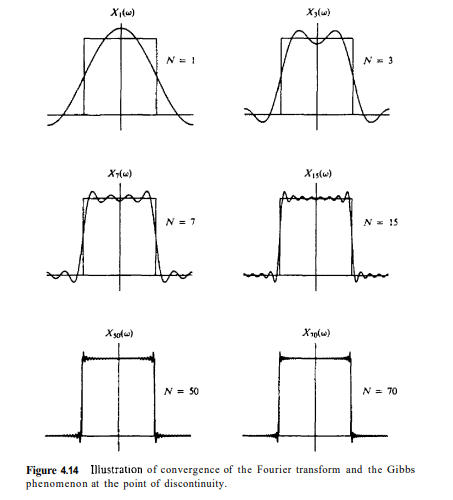 X₁(ω)
X₃(ω)
N = 1
N = 3
X₇(ω)
X₁₅(ω)
N = 7
N = 15
X₅₀(ω)
X₇₀(ω)
N = 50
N = 70
Figure 4.14 Illustration of convergence of the Fourier transform and the Gibbs
phenomenon at the point of discontinuity.